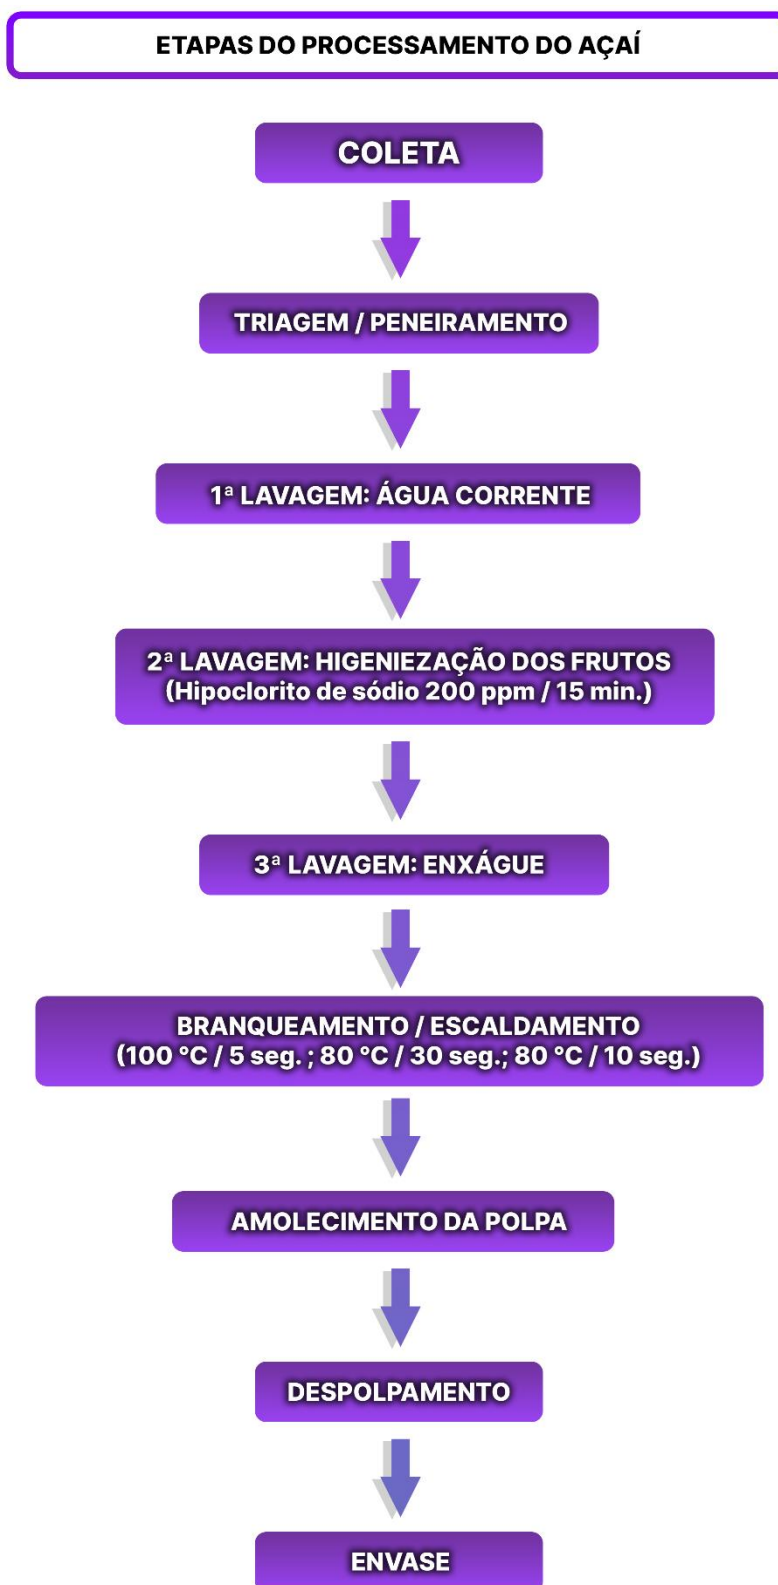 ETAPAS DO PROCESSAMENTO DO AÇAÍ
COLETA
TRIAGEM / PENEIRAMENTO
1ª LAVAGEM: ÁGUA CORRENTE
2ª LAVAGEM: HIGENIEZAÇÃO DOS FRUTOS
(Hipoclorito de sódio 200 ppm / 15 min.)
3ª LAVAGEM: ENXÁGUE
BRANQUEAMENTO / ESCALDAMENTO
(100 °C / 5 seg. ; 80 °C / 30 seg.; 80 °C / 10 seg.)
AMOLECIMENTO DA POLPA
DESPOLPAMENTO
ENVASE